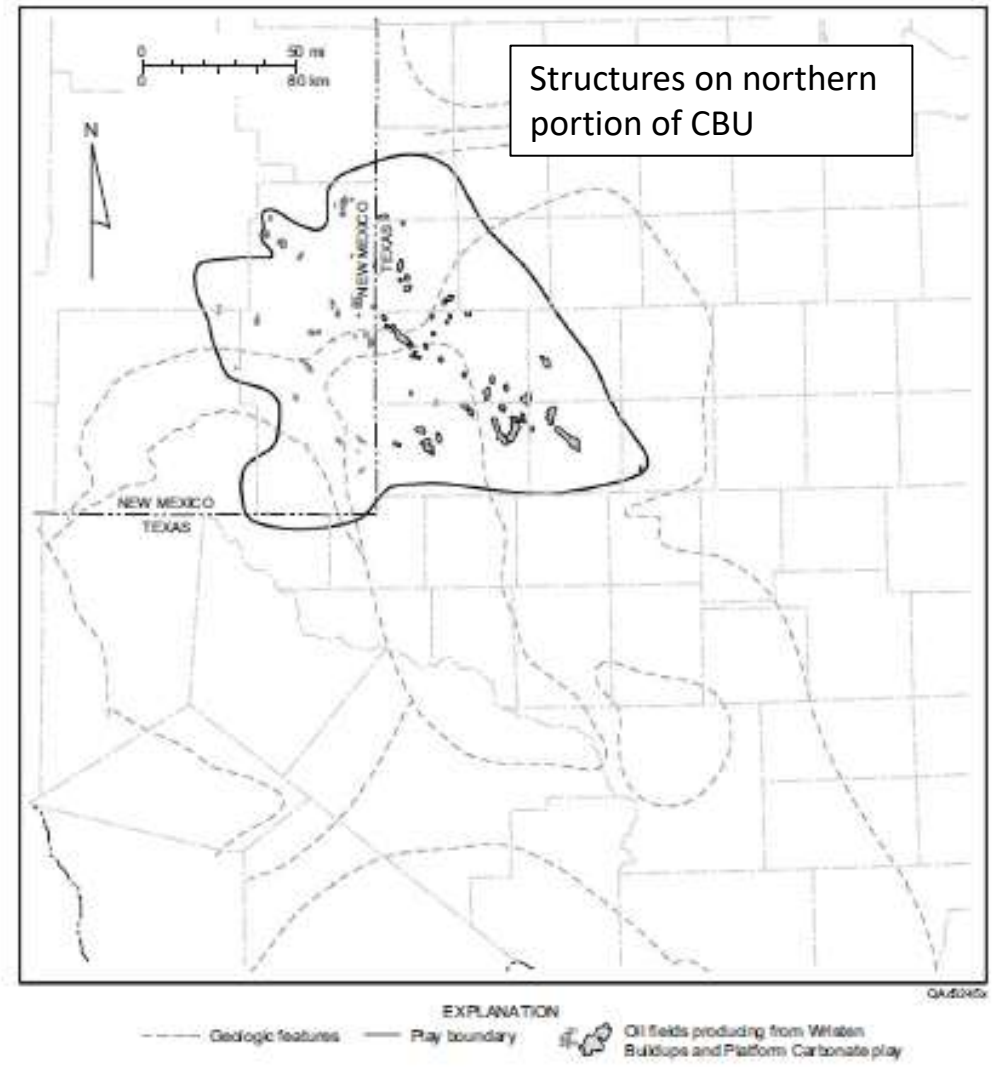 0 50 mi
0 80 km
Structures on northern
portion of CBU
N
NEW MEXICO
TEXAS
NEW MEXICO
TEXAS
EXPLANATION
Geologic features
Play boundary
Oil fields producing from Wristen
Buildups and Platform Carbonate play